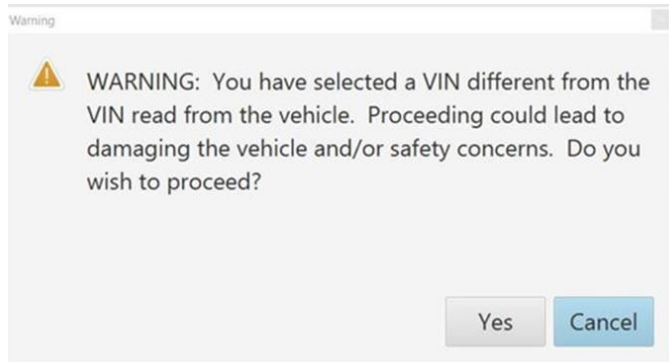 Warning
WARNING:  You have selected a VIN different from the
VIN read from the vehicle.  Proceeding could lead to
damaging the vehicle and/or safety concerns.  Do you
wish to proceed?
Yes
Cancel